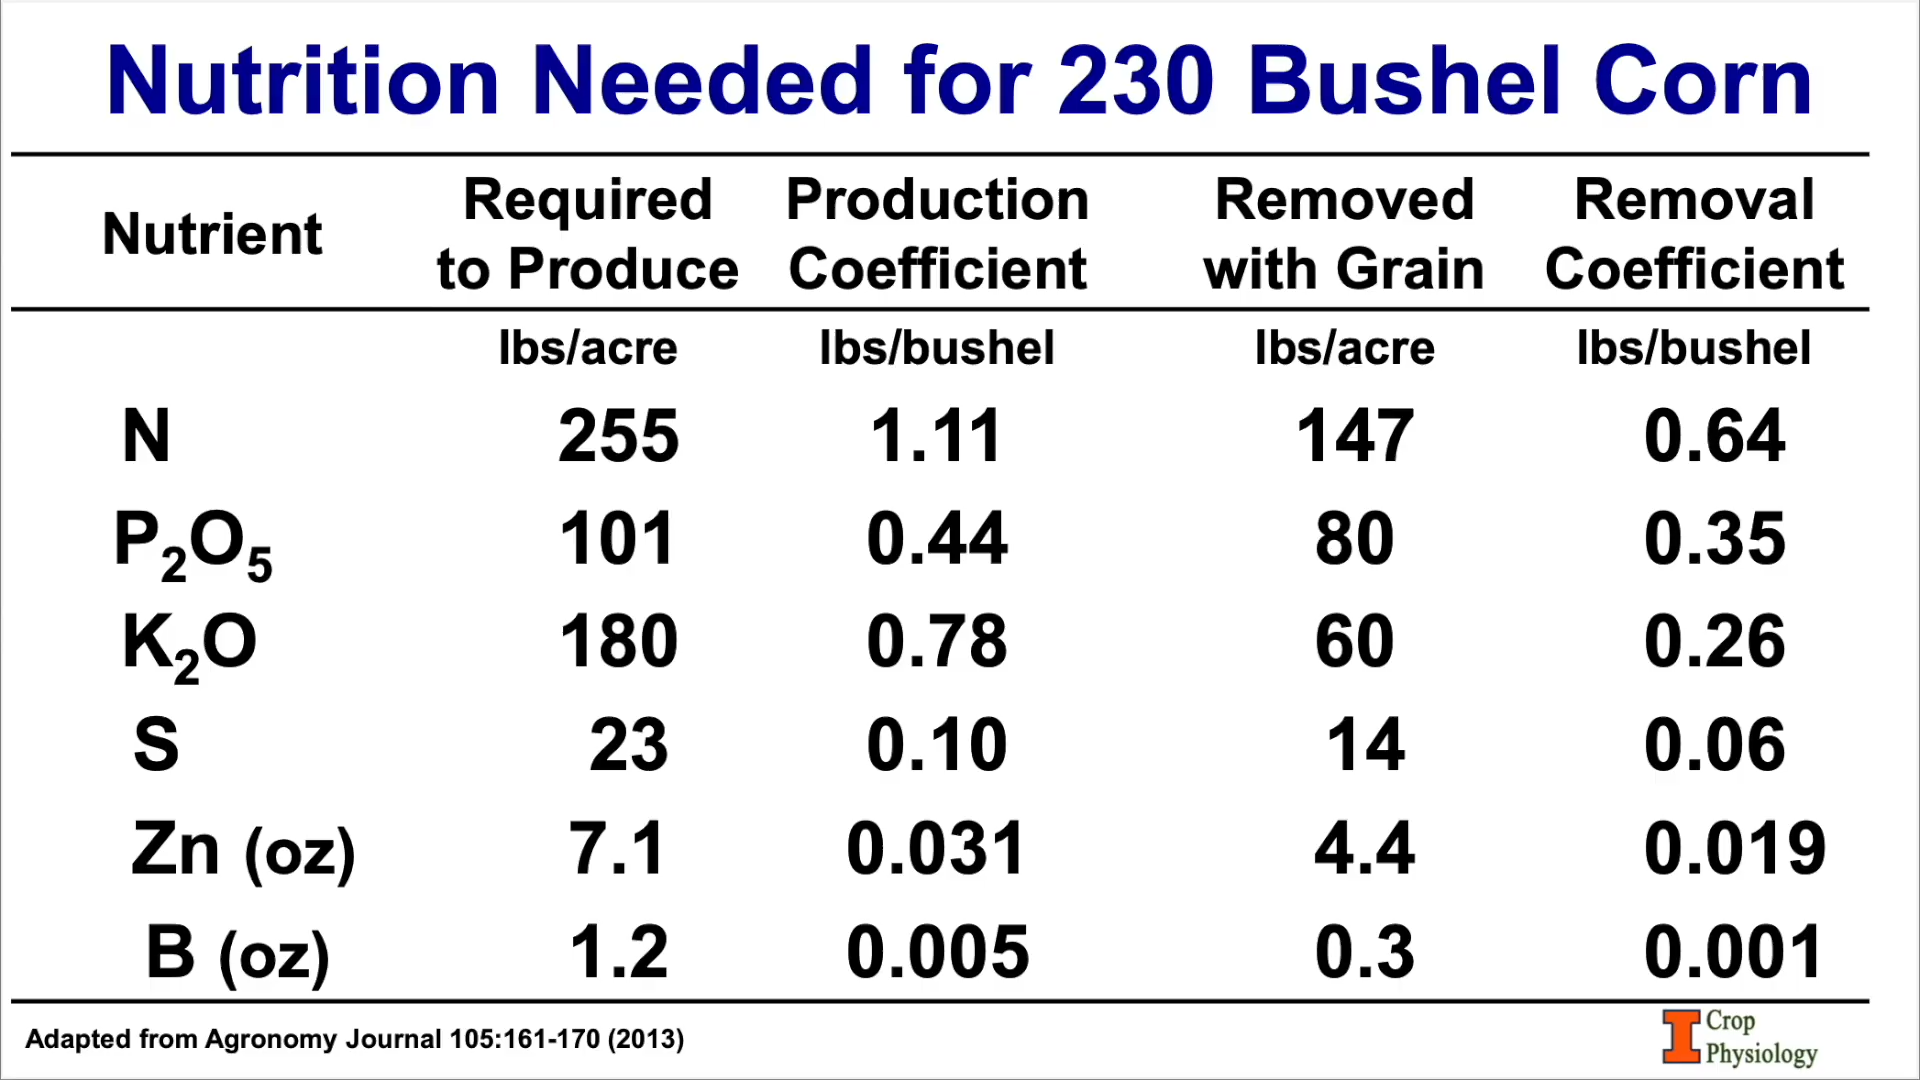 Nutrition Needed for 230 Bushel Corn
Nutrient Required to Produce Production Coefficient Removed with Grain Removal Coefficient
lbs/acre lbs/bushel lbs/acre lbs/bushel
N 255 1.11 147 0.64
P₂O₅ 101 0.44 80 0.35
K₂O 180 0.78 60 0.26
S 23 0.10 14 0.06
Zn (oz) 7.1 0.031 4.4 0.019
B (oz) 1.2 0.005 0.3 0.001
Adapted from Agronomy Journal 105:161-170 (2013)
I Crop
Physiology